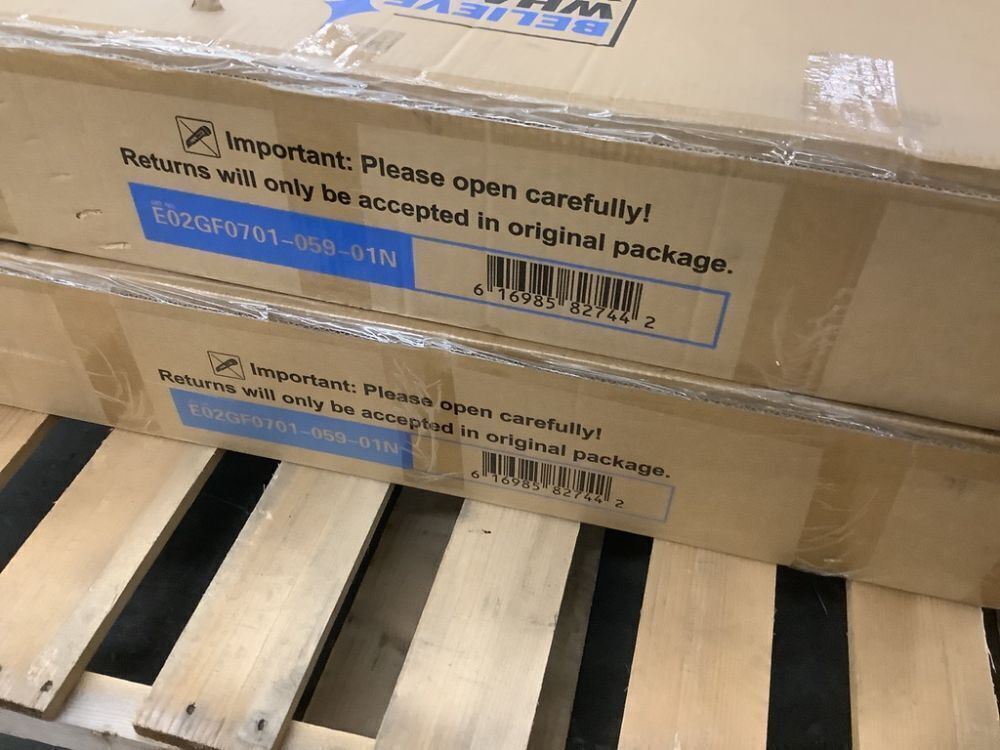 BELIEVE
WHA
Important: Please open carefully!
Returns will only be accepted in original package.
E02GF0701-059-01N
6 16985 82744 2
Important: Please open carefully!
Returns will only be accepted in original package.
E02GF0701-059-01N
6 16985 82744 2